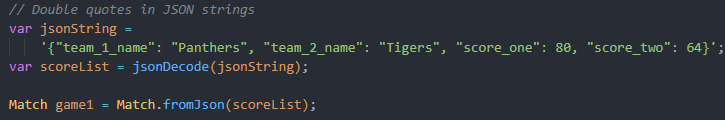 // Double quotes in JSON strings
var jsonString =
'{"team_1_name": "Panthers", "team_2_name": "Tigers", "score_one": 80, "score_two": 64}';
var scoreList = jsonDecode(jsonString);
Match game1 = Match.fromJson(scoreList);